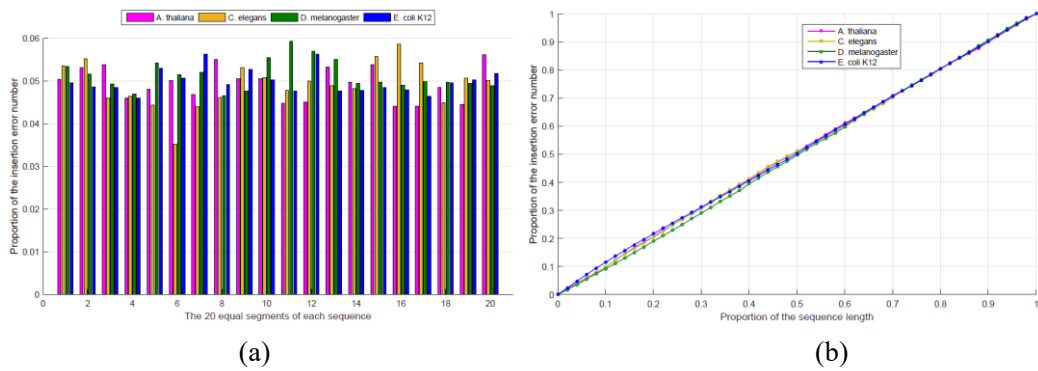 A. thaliana C. elegans D. melanogaster E. coli K12
Proportion of the insertion error number
0.06
0.05
0.04
0.03
0.02
0.01
0
0 2 4 6 8 10 12 14 16 18 20
The 20 equal segments of each sequence
(a)
Proportion of the insertion error number
A. thaliana
C. elegans
D. melanogaster
E. coli K12
1
0.9
0.8
0.7
0.6
0.5
0.4
0.3
0.2
0.1
0
0 0.1 0.2 0.3 0.4 0.5 0.6 0.7 0.8 0.9 1
Proportion of the sequence length
(b)